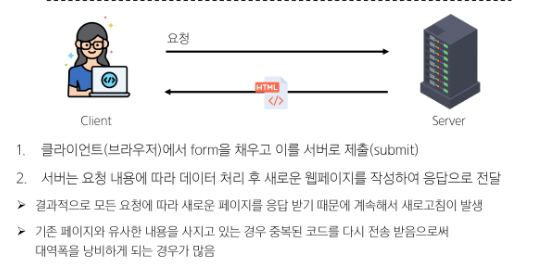 요청
HTML
</>
</>
Client
Server
1. 클라이언트(브라우저)에서 form을 채우고 이를 서버로 제출(submit)
2. 서버는 요청 내용에 따라 데이터 처리 후 새로운 웹페이지를 작성하여 응답으로 전달
➤ 결과적으로 모든 요청에 따라 새로운 페이지를 응답 받기 때문에 계속해서 새로고침이 발생
➤ 기존 페이지와 유사한 내용을 사지고 있는 경우 중복된 코드를 다시 전송 받음으로써
대역폭을 낭비하게 되는 경우가 많음